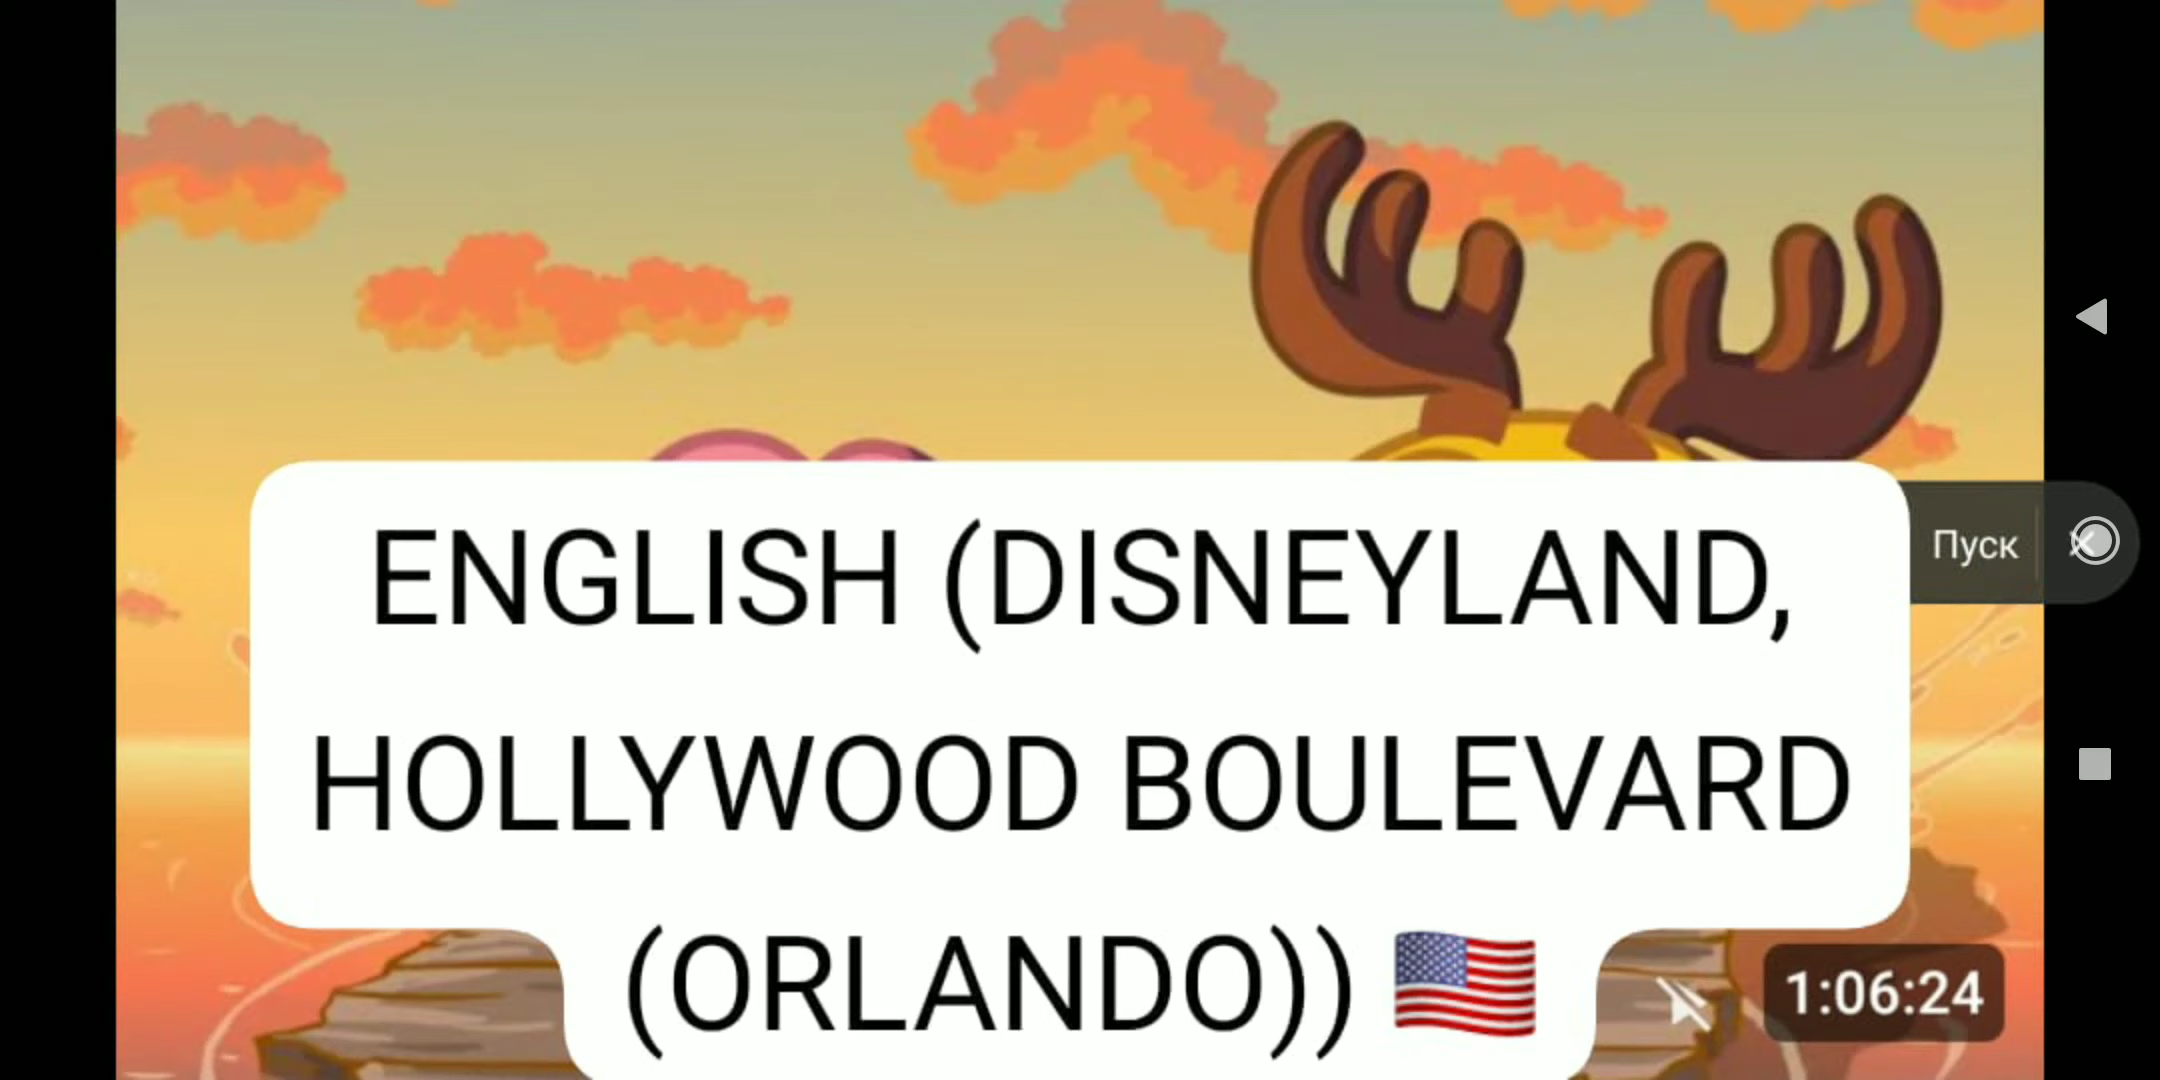 ENGLISH (DISNEYLAND,
HOLLYWOOD BOULEVARD
(ORLANDO)) 🇺🇸
Пуск
1:06:24